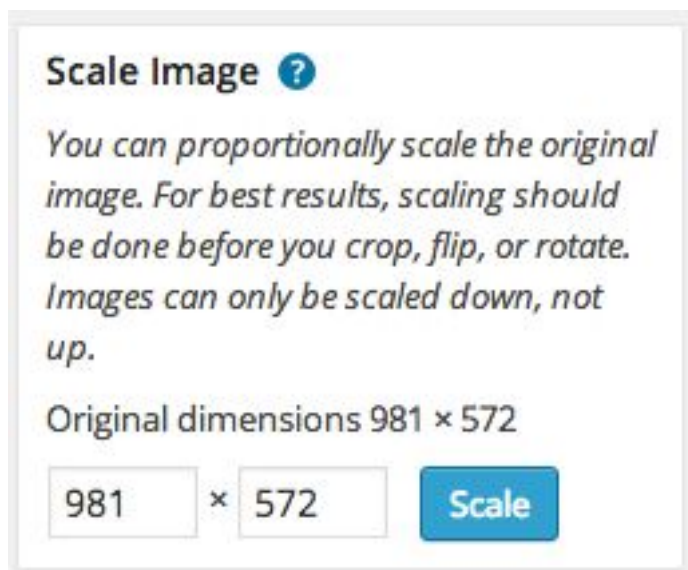 Scale Image ?
You can proportionally scale the original
image. For best results, scaling should
be done before you crop, flip, or rotate.
Images can only be scaled down, not
up.
Original dimensions 981 × 572
981 × 572 Scale